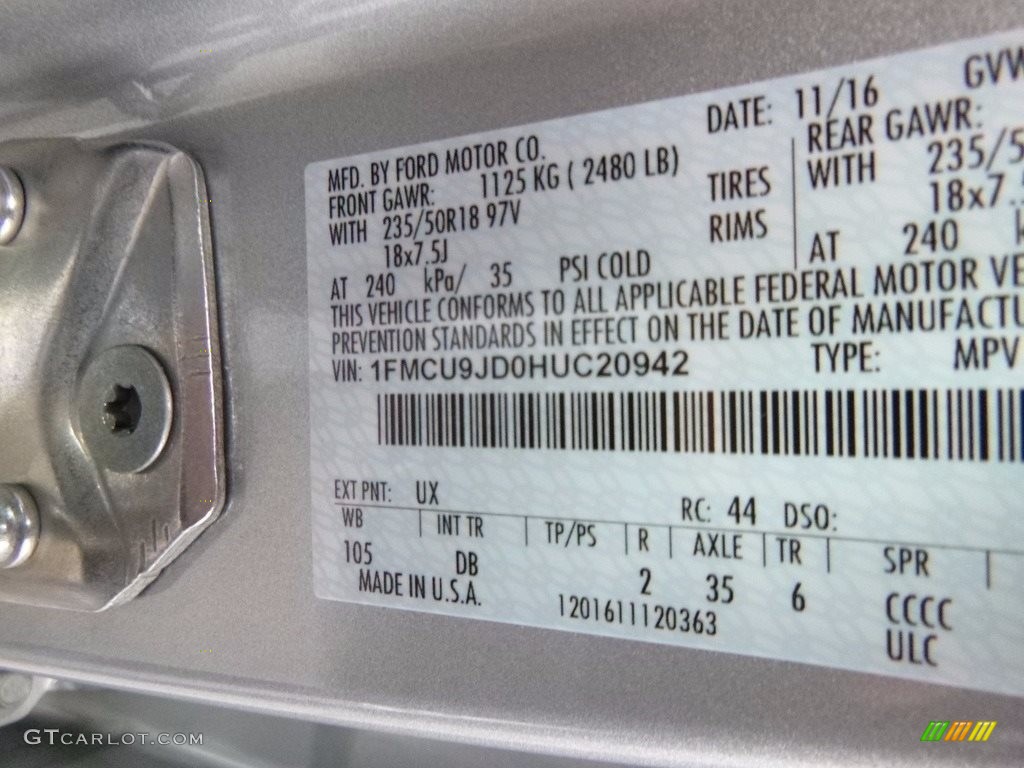 MFD. BY FORD MOTOR CO. DATE: 11/16 GVW
FRONT GAWR: 1125 KG ( 2480 LB) REAR GAWR:
WITH 235/50R18 97V TIRES WITH 235/5
18x7.5J RIMS 18x7.5
AT 240 kPa/ 35 PSI COLD AT 240 k
THIS VEHICLE CONFORMS TO ALL APPLICABLE FEDERAL MOTOR VE
PREVENTION STANDARDS IN EFFECT ON THE DATE OF MANUFACTU
VIN: 1FMCU9JD0HUC20942 TYPE: MPV
EXT PNT: UX RC: 44 DSO:
WB INT TR TP/PS R AXLE TR SPR
105 DB 2 35 6 CCCC
MADE IN U.S.A. 1201611120363 ULC
GTCARLOT.COM